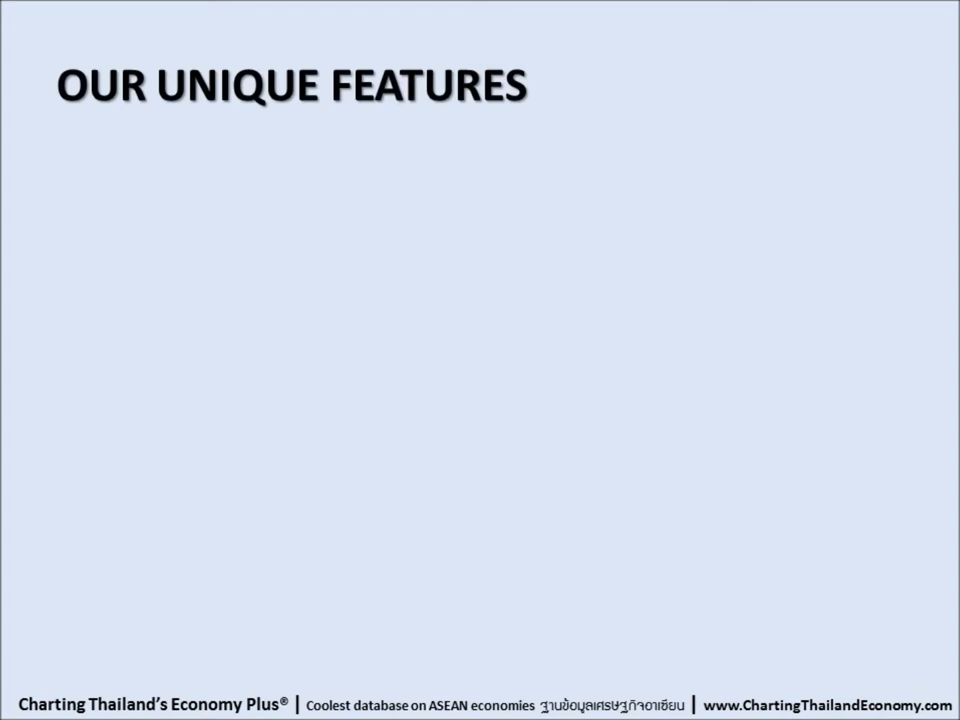 OUR UNIQUE FEATURES
Charting Thailand's Economy Plus® | Coolest database on ASEAN economies ฐานข้อมูลเศรษฐกิจอาเซียน | www.ChartingThailandEconomy.com